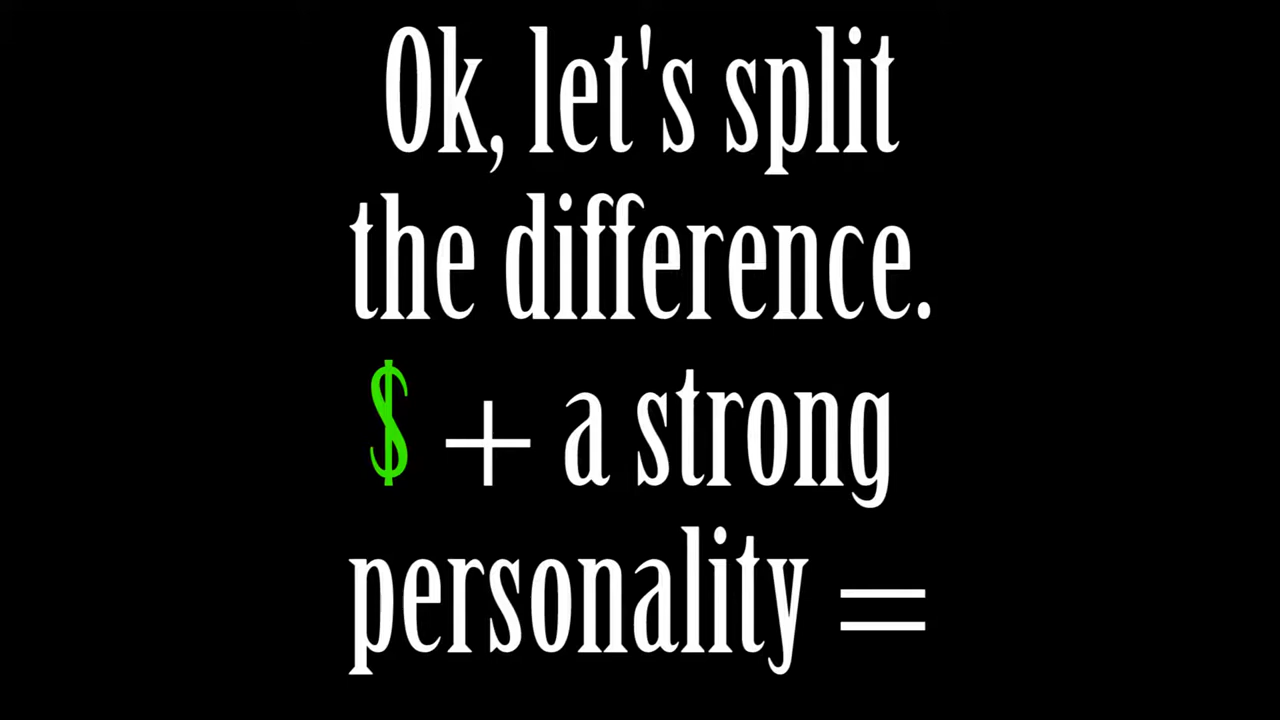 Ok, let's split
the difference.
$ + a strong
personality =